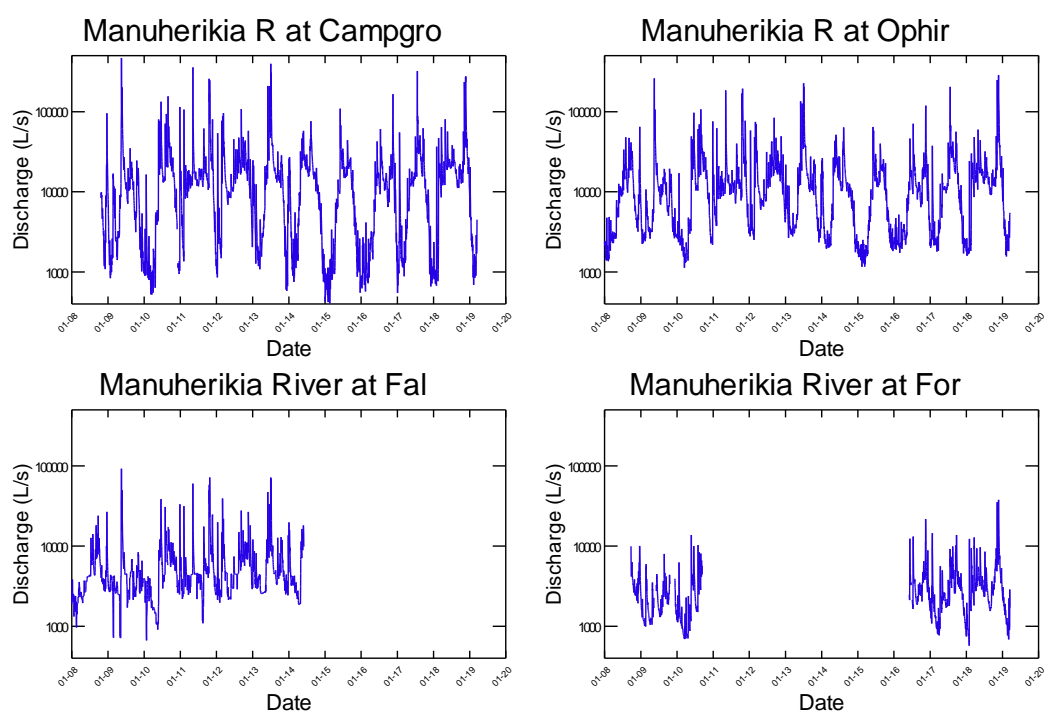 Manuherikia R at Campgro
Discharge (L/s)
100000
10000
1000
01-08 01-09 01-10 01-11 01-12 01-13 01-14 01-15 01-16 01-17 01-18 01-19 01-20
Date
Manuherikia R at Ophir
Discharge (L/s)
100000
10000
1000
01-08 01-09 01-10 01-11 01-12 01-13 01-14 01-15 01-16 01-17 01-18 01-19 01-20
Date
Manuherikia River at Fal
Discharge (L/s)
100000
10000
1000
01-08 01-09 01-10 01-11 01-12 01-13 01-14 01-15 01-16 01-17 01-18 01-19 01-20
Date
Manuherikia River at For
Discharge (L/s)
100000
10000
1000
01-08 01-09 01-10 01-11 01-12 01-13 01-14 01-15 01-16 01-17 01-18 01-19 01-20
Date